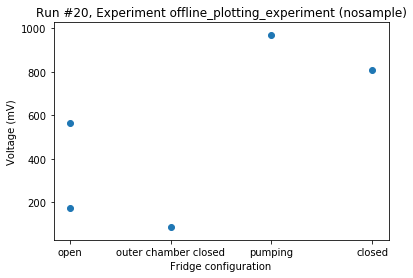 Run #20, Experiment offline_plotting_experiment (nosample)
1000
800
600
400
200
Voltage (mV)
open
outer chamber closed
pumping
closed
Fridge configuration